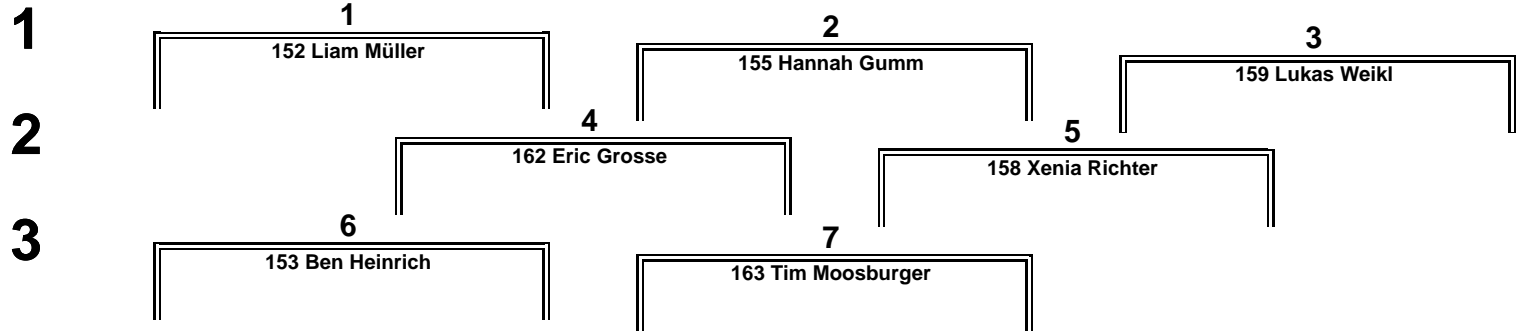 1
1
152 Liam Müller
2
155 Hannah Gumm
3
159 Lukas Weikl
2
4
162 Eric Grosse
5
158 Xenia Richter
3
6
153 Ben Heinrich
7
163 Tim Moosburger